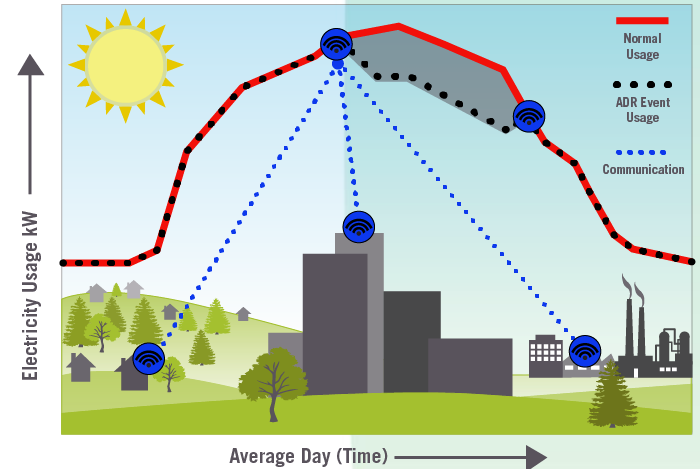 Normal
Usage
ADR Event
Usage
Communication
Electricity Usage kW
Average Day (Time)